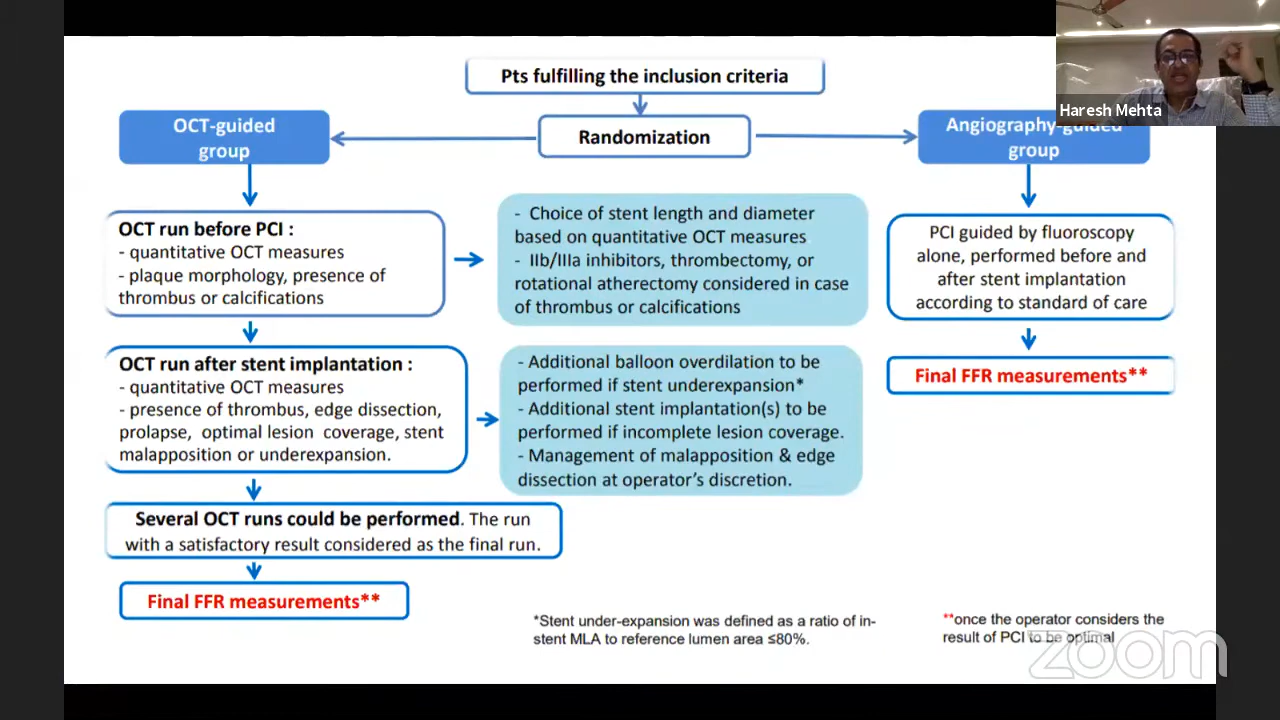 Pts fulfilling the inclusion criteria
Haresh Mehta
OCT-guided
group
Randomization
Angiography-guided
group
OCT run before PCI :
- quantitative OCT measures
- plaque morphology, presence of
thrombus or calcifications
- Choice of stent length and diameter
based on quantitative OCT measures
- IIb/IIIa inhibitors, thrombectomy, or
rotational atherectomy considered in case
of thrombus or calcifications
PCI guided by fluoroscopy
alone, performed before and
after stent implantation
according to standard of care
OCT run after stent implantation :
- quantitative OCT measures
- presence of thrombus, edge dissection,
prolapse, optimal lesion coverage, stent
malapposition or underexpansion.
- Additional balloon overdilation to be
performed if stent underexpansion*
- Additional stent implantation(s) to be
performed if incomplete lesion coverage.
- Management of malapposition & edge
dissection at operator's discretion.
Final FFR measurements**
Several OCT runs could be performed. The run
with a satisfactory result considered as the final run.
Final FFR measurements**
*Stent under-expansion was defined as a ratio of in-
stent MLA to reference lumen area ≤80%.
**once the operator considers the
result of PCI to be optimal
zoom